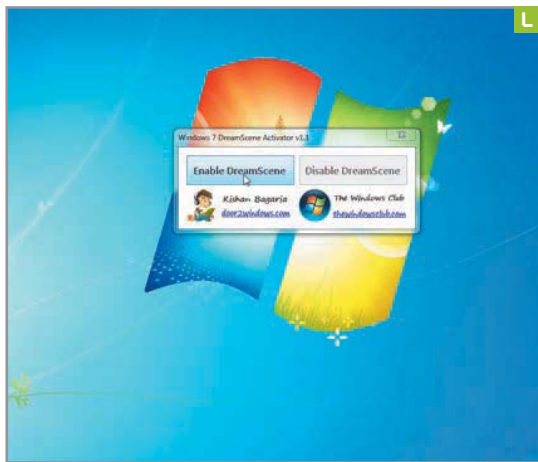 L
Windows 7 DreamScene Activator v1.1
Enable DreamScene Disable DreamScene
Kishan Bagaria The Windows Club
door2windows.com thewindowsclub.com